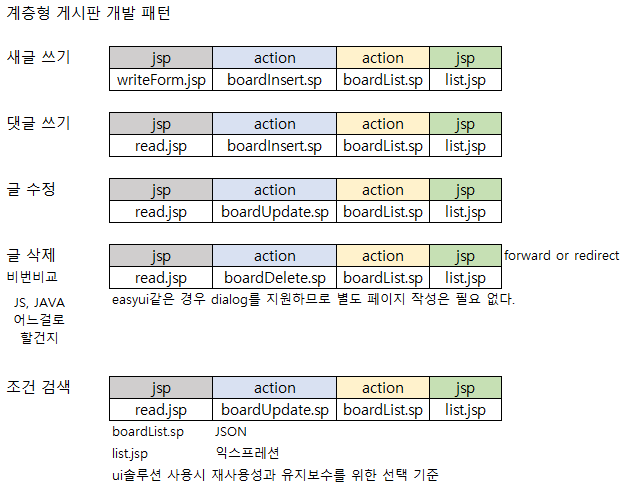 계층형 게시판 개발 패턴
새글 쓰기 jsp action action jsp
writeForm.jsp boardInsert.sp boardList.sp list.jsp
댓글 쓰기 jsp action action jsp
read.jsp boardInsert.sp boardList.sp list.jsp
글 수정 jsp action action jsp
read.jsp boardUpdate.sp boardList.sp list.jsp
글 삭제 jsp action action jsp forward or redirect
비번비교 read.jsp boardDelete.sp boardList.sp list.jsp
easyui같은 경우 dialog를 지원하므로 별도 페이지 작성은 필요 없다.
JS, JAVA
어느걸로
할건지
조건 검색 jsp action action jsp
read.jsp boardUpdate.sp boardList.sp list.jsp
boardList.sp JSON
list.jsp 익스프레션
ui솔루션 사용시 재사용성과 유지보수를 위한 선택 기준